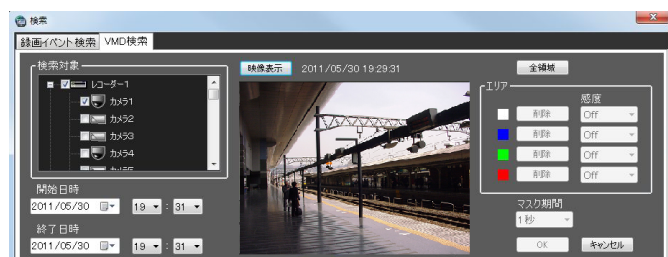 検索
録画イベント検索 VMD検索
検索対象
レコーダー1
カメラ1
カメラ2
カメラ3
カメラ4
開始日時
2011/05/30 19 : 31
終了日時
2011/05/30 19 : 31
映像表示 2011/05/30 19:29:31
全領域
エリア
感度
削除 Off
削除 Off
削除 Off
削除 Off
マスク期間
1秒
OK キャンセル